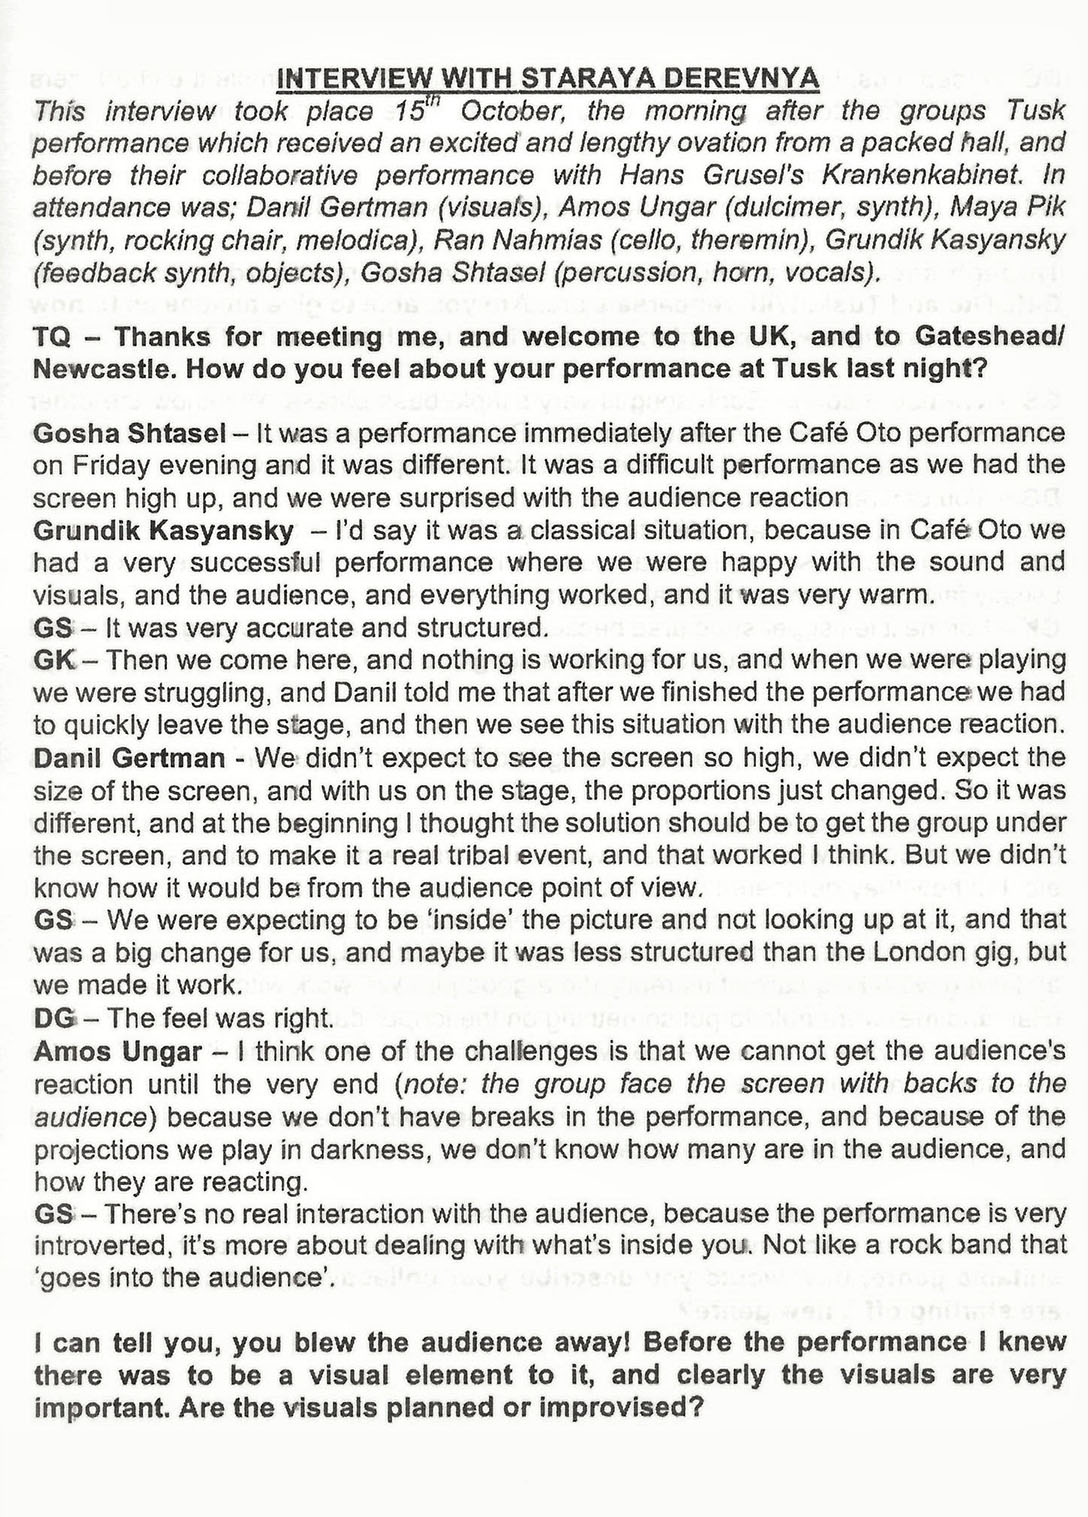 INTERVIEW WITH STARAYA DEREVNYA
This interview took place 15th October, the morning after the groups Tusk
performance which received an excited and lengthy ovation from a packed hall, and
before their collaborative performance with Hans Grusel's Krankenkabinet. In
attendance was; Danil Gertman (visuals), Amos Ungar (dulcimer, synth), Maya Pik
(synth, rocking chair, melodica), Ran Nahmias (cello, theremin), Grundik Kasyansky
(feedback synth, objects), Gosha Shtasel (percussion, horn, vocals).
TQ – Thanks for meeting me, and welcome to the UK, and to Gateshead/
Newcastle. How do you feel about your performance at Tusk last night?
Gosha Shtasel – It was a performance immediately after the Café Oto performance
on Friday evening and it was different. It was a difficult performance as we had the
screen high up, and we were surprised with the audience reaction
Grundik Kasyansky – I'd say it was a classical situation, because in Café Oto we
had a very successful performance where we were happy with the sound and
visuals, and the audience, and everything worked, and it was very warm.
GS – It was very accurate and structured.
GK – Then we come here, and nothing is working for us, and when we were playing
we were struggling, and Danil told me that after we finished the performance we had
to quickly leave the stage, and then we see this situation with the audience reaction.
Danil Gertman - We didn't expect to see the screen so high, we didn't expect the
size of the screen, and with us on the stage, the proportions just changed. So it was
different, and at the beginning I thought the solution should be to get the group under
the screen, and to make it a real tribal event, and that worked I think. But we didn't
know how it would be from the audience point of view.
GS – We were expecting to be ‘inside’ the picture and not looking up at it, and that
was a big change for us, and maybe it was less structured than the London gig, but
we made it work.
DG – The feel was right.
Amos Ungar – I think one of the challenges is that we cannot get the audience's
reaction until the very end (note: the group face the screen with backs to the
audience) because we don't have breaks in the performance, and because of the
projections we play in darkness, we don't know how many are in the audience, and
how they are reacting.
GS – There's no real interaction with the audience, because the performance is very
introverted, it's more about dealing with what's inside you. Not like a rock band that
‘goes into the audience’.
I can tell you, you blew the audience away! Before the performance I knew
there was to be a visual element to it, and clearly the visuals are very
important. Are the visuals planned or improvised?